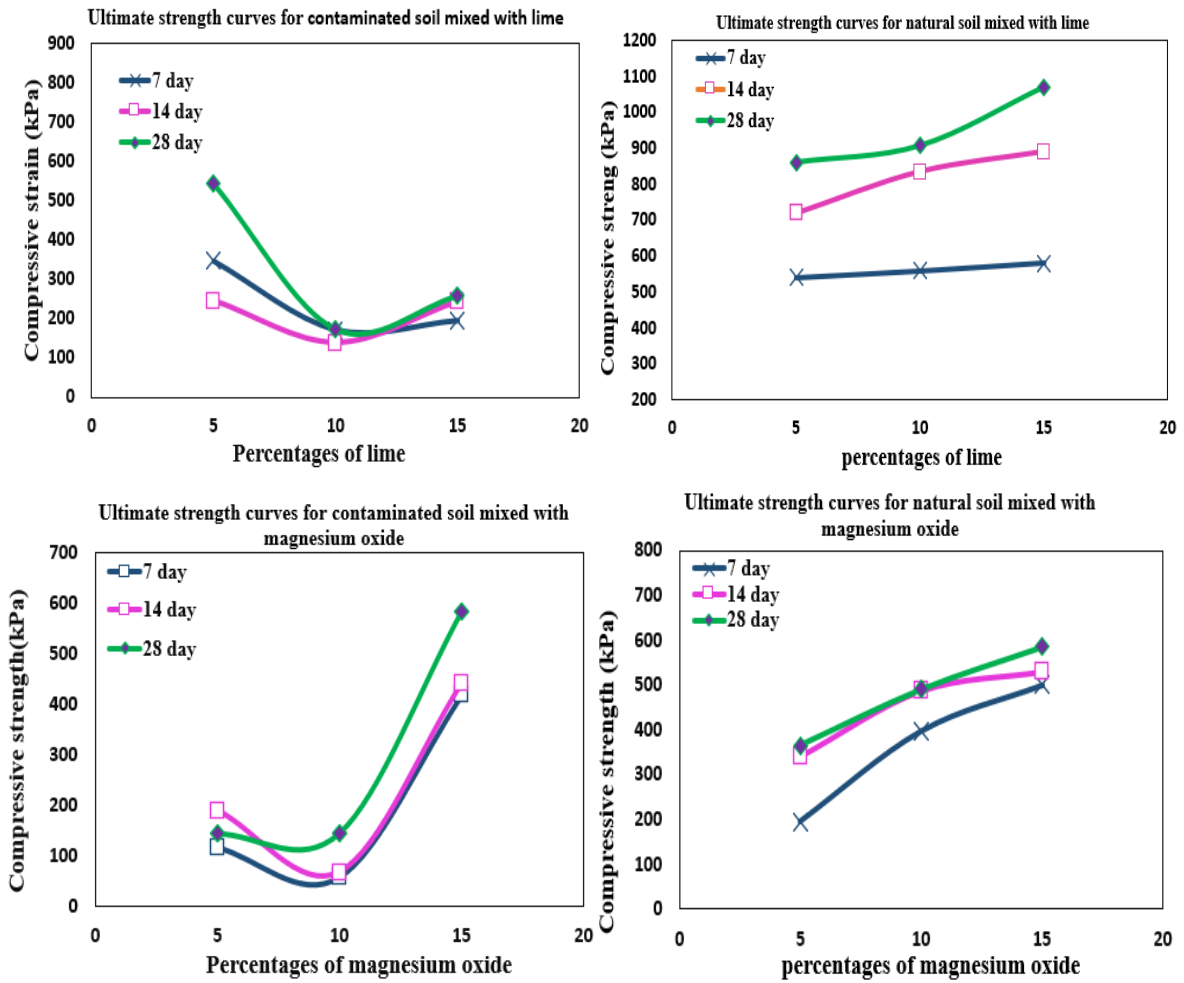 Ultimate strength curves for contaminated soil mixed with lime
900
800
700
600
500
400
300
200
100
0
0
5
10
15
20
Compressive strain (kPa)
Percentages of lime
7 day
14 day
28 day
Ultimate strength curves for natural soil mixed with lime
1200
1100
1000
900
800
700
600
500
400
300
200
0
5
10
15
20
Compressive streng (kPa)
percentages of lime
7 day
14 day
28 day
Ultimate strength curves for contaminated soil mixed with
magnesium oxide
700
600
500
400
300
200
100
0
0
5
10
15
20
Compressive strength(kPa)
Percentages of magnesium oxide
7 day
14 day
28 day
Ultimate strength curves for natural soil mixed with
magnesium oxide
800
700
600
500
400
300
200
100
0
0
5
10
15
20
Compressive strength (kPa)
percentages of magnesium oxide
7 day
14 day
28 day